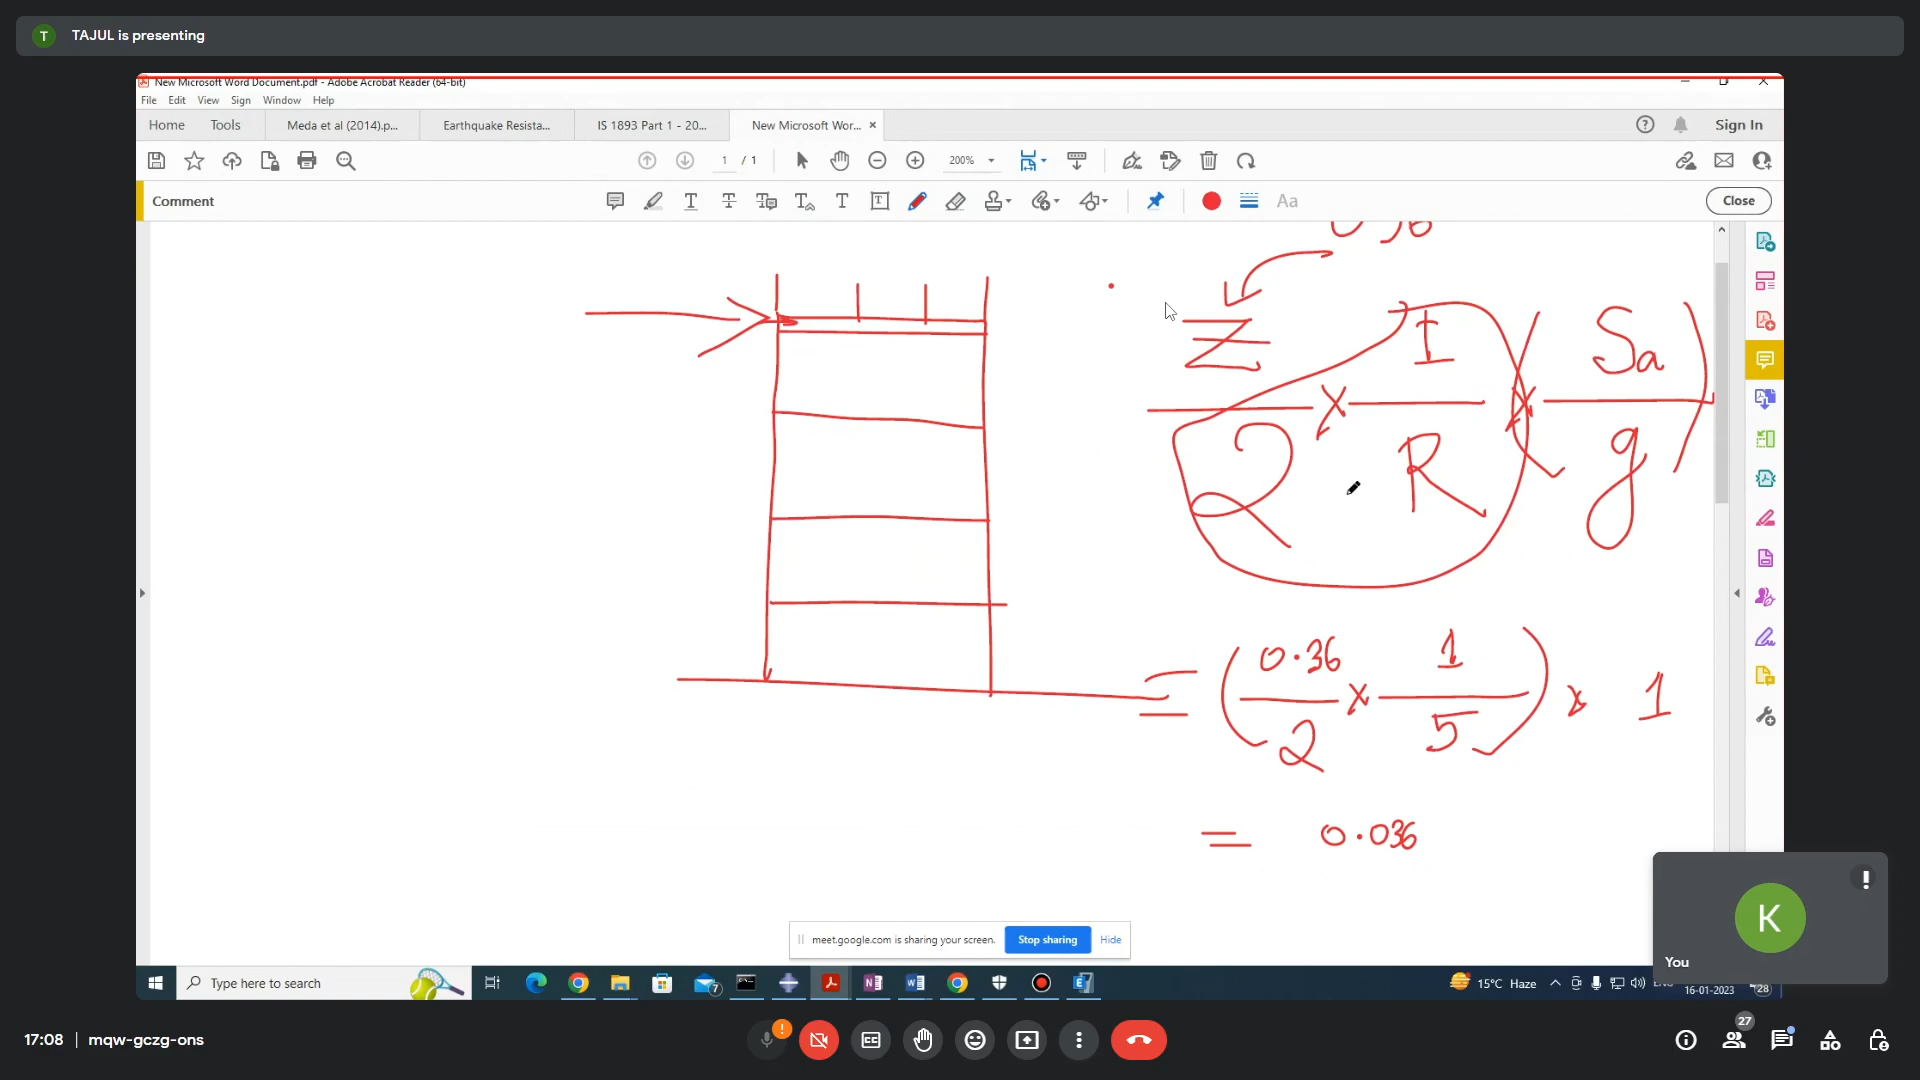 T TAJUL is presenting
New Microsoft Word Document.pdf - Adobe Acrobat Reader (64-bit)
File Edit View Sign Window Help
Home Tools Meda et al (2014).p... Earthquake Resista... IS 1893 Part 1 - 20... New Microsoft Wor... × Sign In
1 / 1 200%
Comment Aa Close
Z I Sa
× × 
2 R g
= (0.36 / 2 × 1 / 5) × 1
= 0.036
K
You
meet.google.com is sharing your screen. Stop sharing Hide
Type here to search 7 15°C Haze
16-01-2023 28
17:08 | mqw-gczg-ons 27